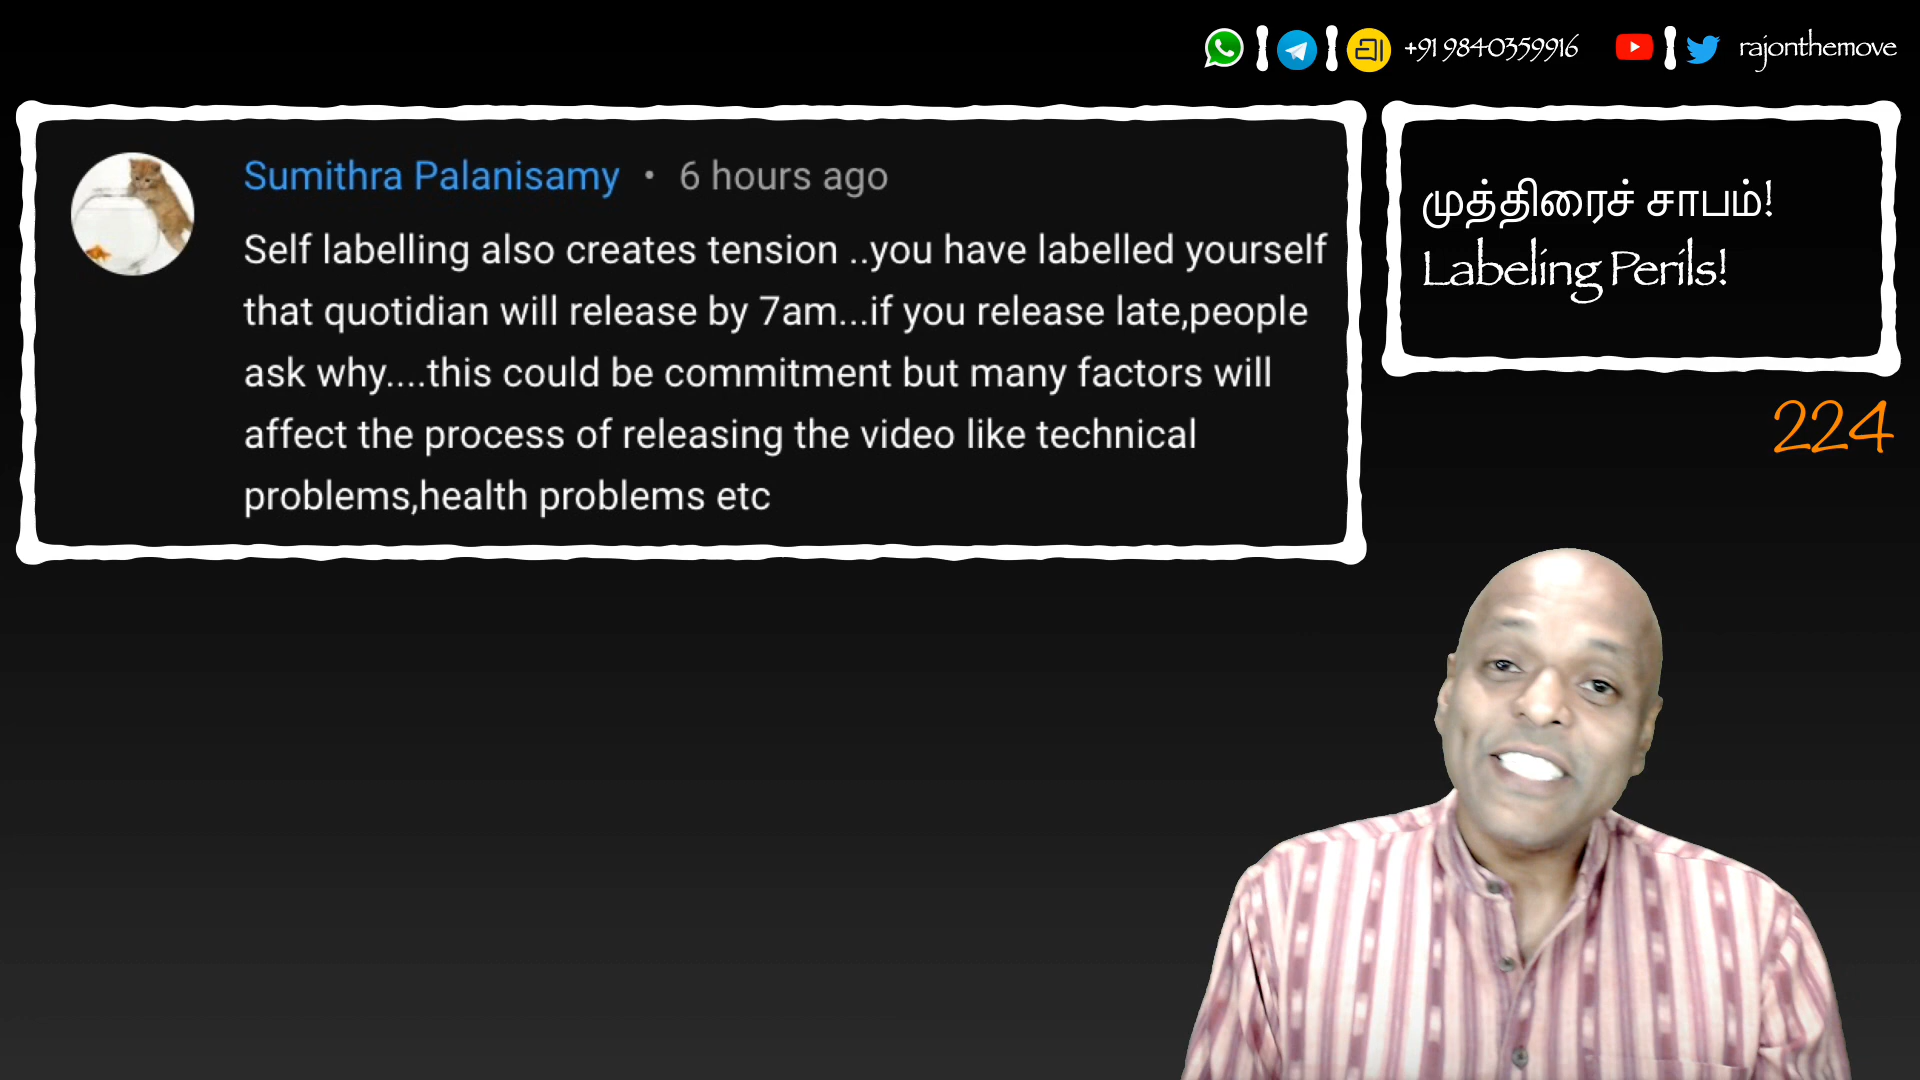 +91 9840359916 rajonthemove
Sumithra Palanisamy • 6 hours ago
Self labelling also creates tension ..you have labelled yourself
that quotidian will release by 7am...if you release late,people
ask why....this could be commitment but many factors will
affect the process of releasing the video like technical
problems,health problems etc
முத்திரைச் சாபம்!
Labeling Perils!
224